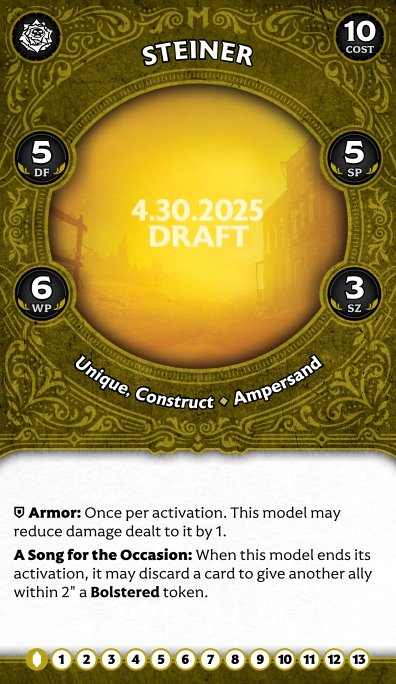 M
STEINER
10
COST
5
DF
5
SP
4.30.2025
DRAFT
6
WP
3
SZ
Unique, Construct ⬥ Ampersand
Armor: Once per activation. This model may
reduce damage dealt to it by 1.
A Song for the Occasion: When this model ends its
activation, it may discard a card to give another ally
within 2" a Bolstered token.
1 2 3 4 5 6 7 8 9 10 11 12 13